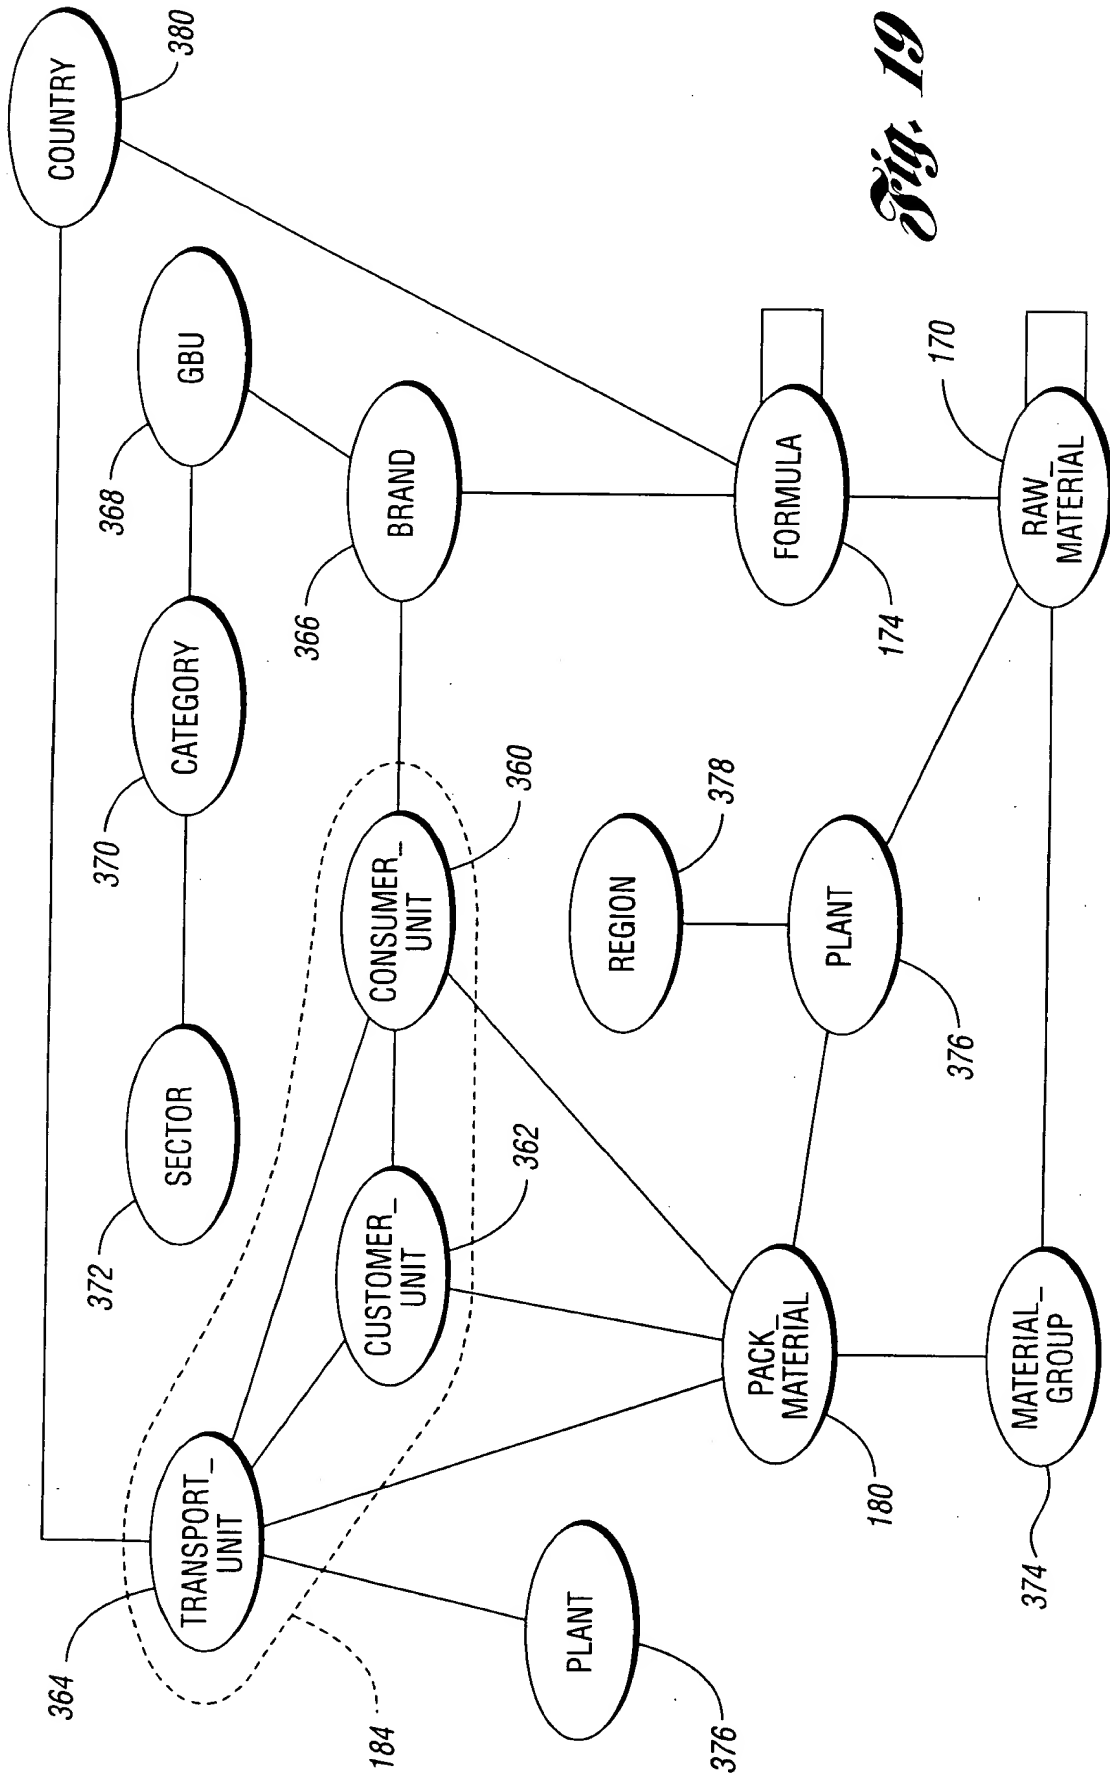 364
TRANSPORT_
UNIT
372
SECTOR
370
CATEGORY
368
GBU
COUNTRY
380
184
CUSTOMER_
UNIT
362
CONSUMER_
UNIT
360
366
BRAND
PLANT
376
REGION
378
PACK_
MATERIAL
180
PLANT
376
FORMULA
174
374
MATERIAL_
GROUP
RAW_
MATERIAL
170
Fig. 19